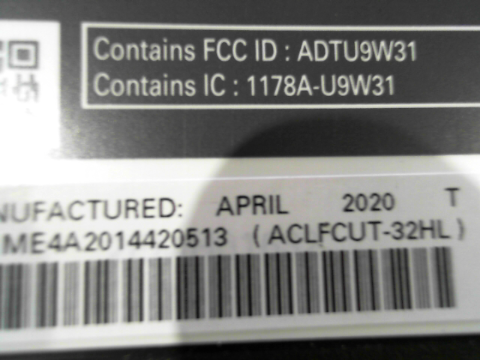 Contains FCC ID : ADTU9W31
Contains IC : 1178A-U9W31
NUFACTURED: APRIL 2020 T
ME4A2014420513 ( ACLFCUT-32HL )